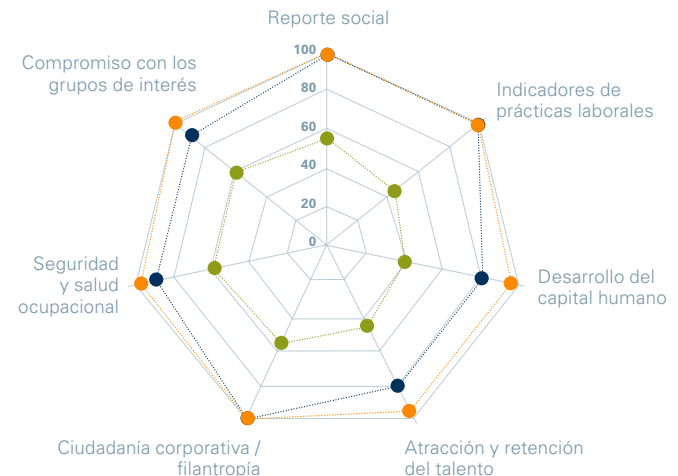 Reporte social
Compromiso con los
grupos de interés
Indicadores de
prácticas laborales
100
80
60
40
20
0
Seguridad
y salud
ocupacional
Desarrollo del
capital humano
Ciudadanía corporativa /
filantropía
Atracción y retención
del talento